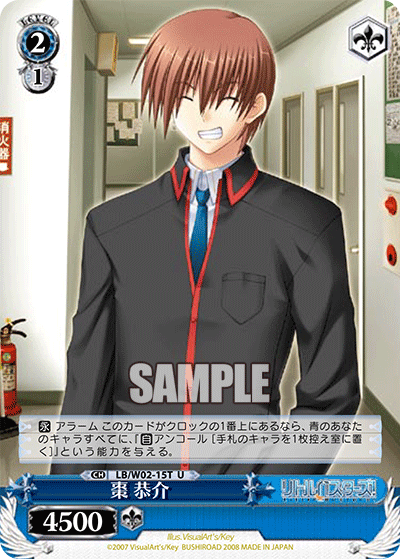 LEVEL
2
1
消火器
SAMPLE
永 アラーム このカードがクロックの1番上にあるなら、青のあなた
のキャラすべてに、『自アンコール［手札のキャラを1枚控え室に置
く］』という能力を与える。
CH LB/W02-15T U
棗 恭介
リトルバスターズ!
4500
Illus.VisualArt's/Key
©2007 VisualArt's/Key BUSHIROAD 2008 MADE IN JAPAN